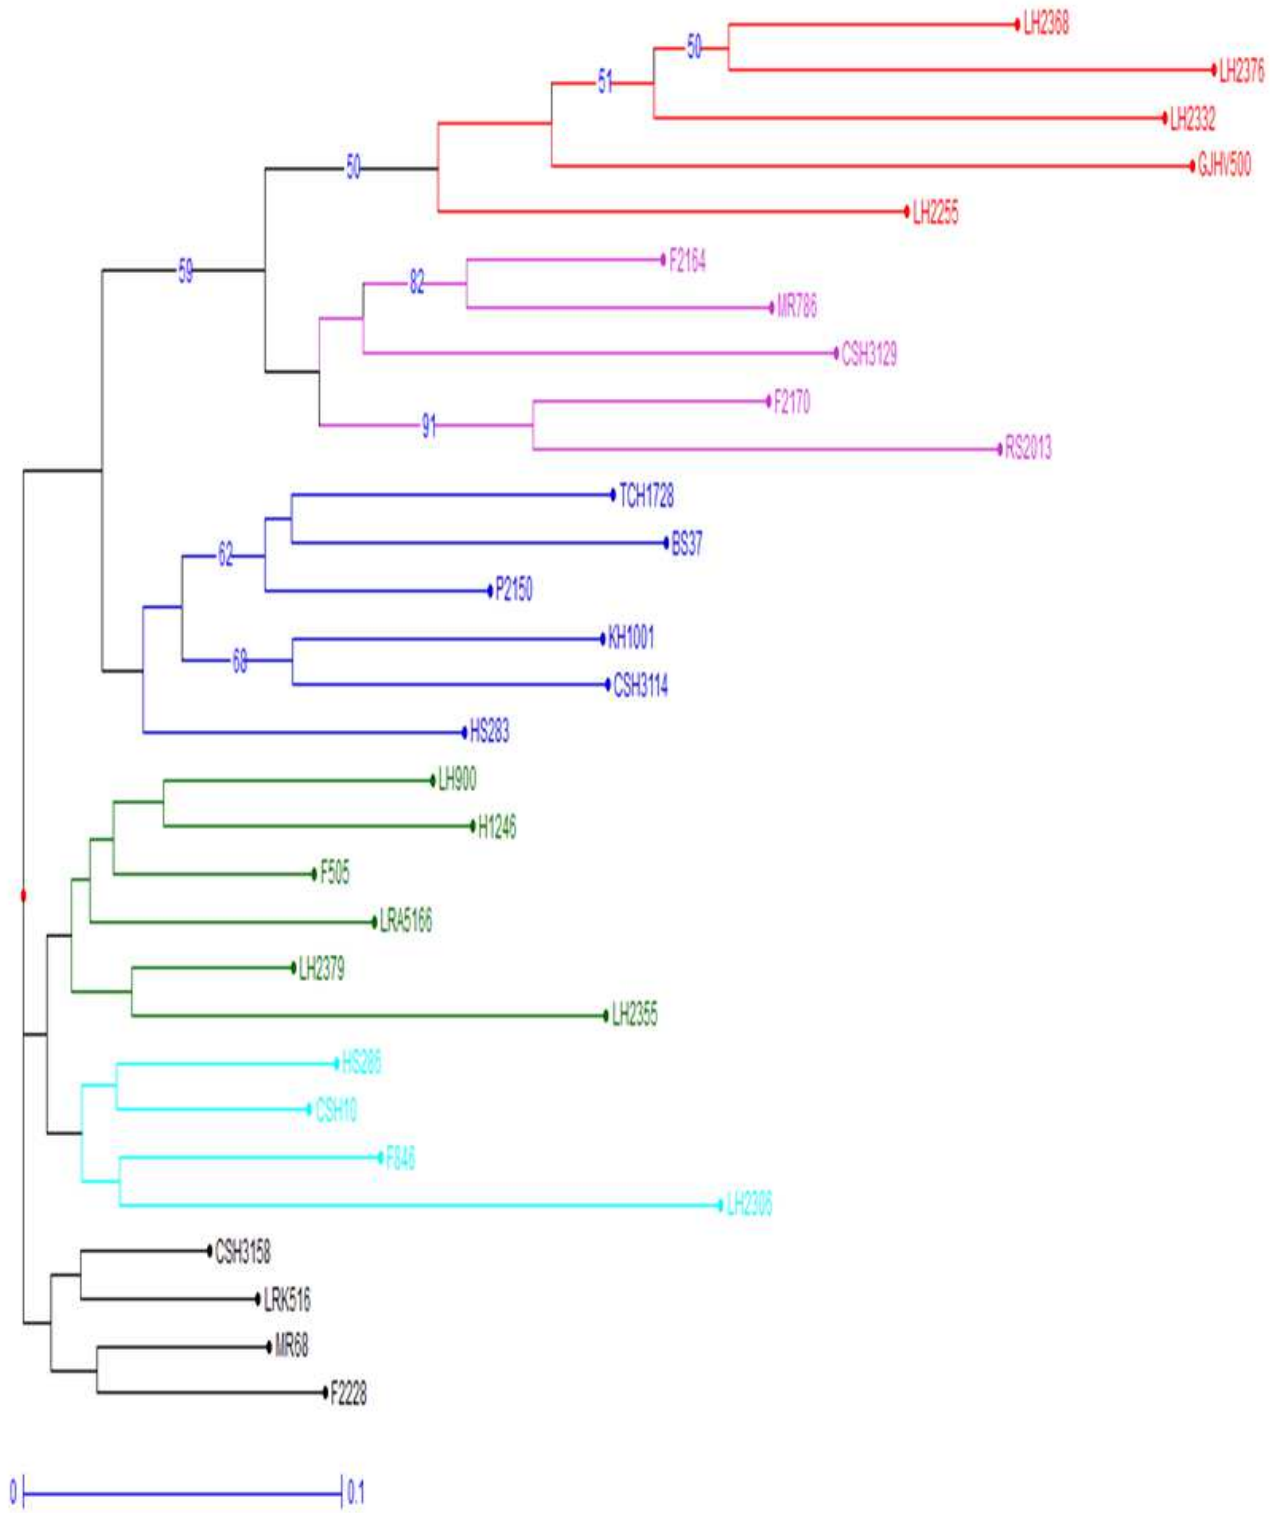 LH2368
50
LH2376
51
LH2332
GJHV500
50
LH2255
F2164
59
82
MR786
CSH3129
F2170
91
RS2013
TCH1728
BS37
62
P2150
KH1001
68
CSH3114
HS283
LH900
H1246
F505
LRA5166
LH2379
LH2355
HS286
CSH10
F846
LH2306
CSH3158
LRK516
MR68
F2228
0 0.1